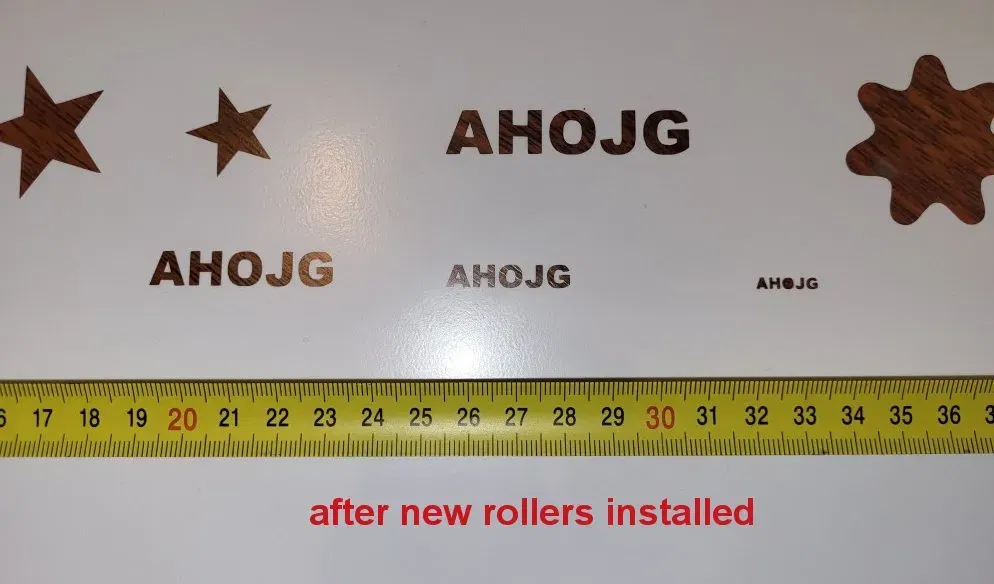 AHOJG
AHOJG AHOJG AHOJG
17 18 19 20 21 22 23 24 25 26 27 28 29 30 31 32 33 34 35 36
after new rollers installed